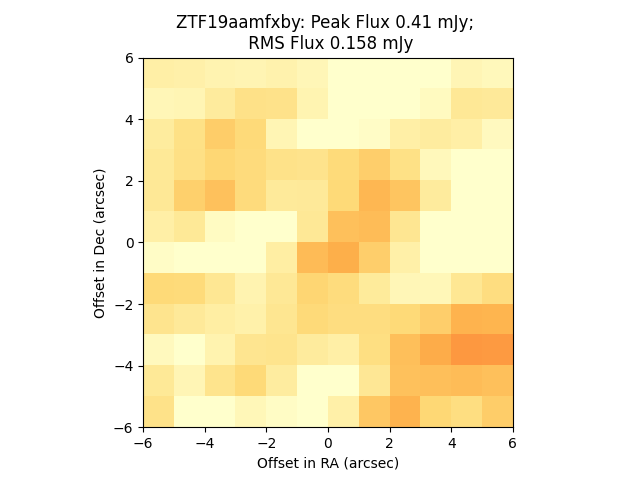 ZTF19aamfxby: Peak Flux 0.41 mJy;
RMS Flux 0.158 mJy
6
4
2
0
−2
−4
−6
Offset in Dec (arcsec)
−6 −4 −2 0 2 4 6
Offset in RA (arcsec)